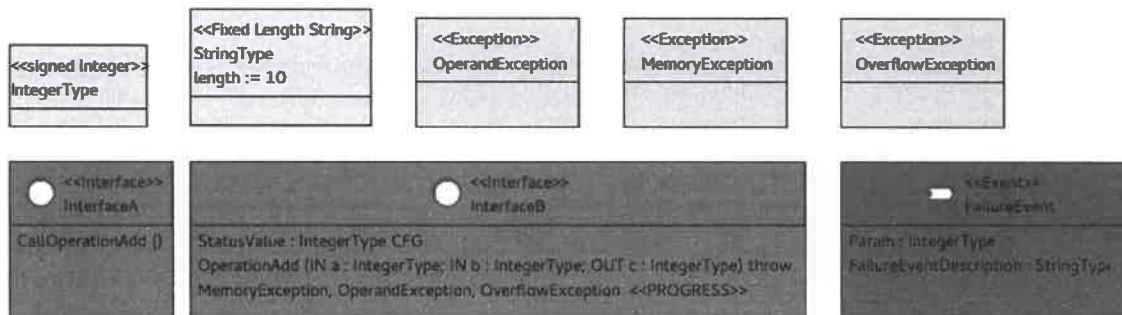 <<signed integer>>
IntegerType
<<Fixed Length String>>
StringType
length := 10
<<Exception>>
OperandException
<<Exception>>
MemoryException
<<Exception>>
OverflowException
<<Interface>>
InterfaceA
CallOperationAdd ()
<<Interface>>
InterfaceB
StatusValue : IntegerType CFG
OperationAdd (IN a : IntegerType; IN b : IntegerType; OUT c : IntegerType) throw
MemoryException, OperandException, OverflowException <<PROGRESS>>
<<Event>>
FailureEvent
Param : IntegerType
FailureEventDescription : StringType